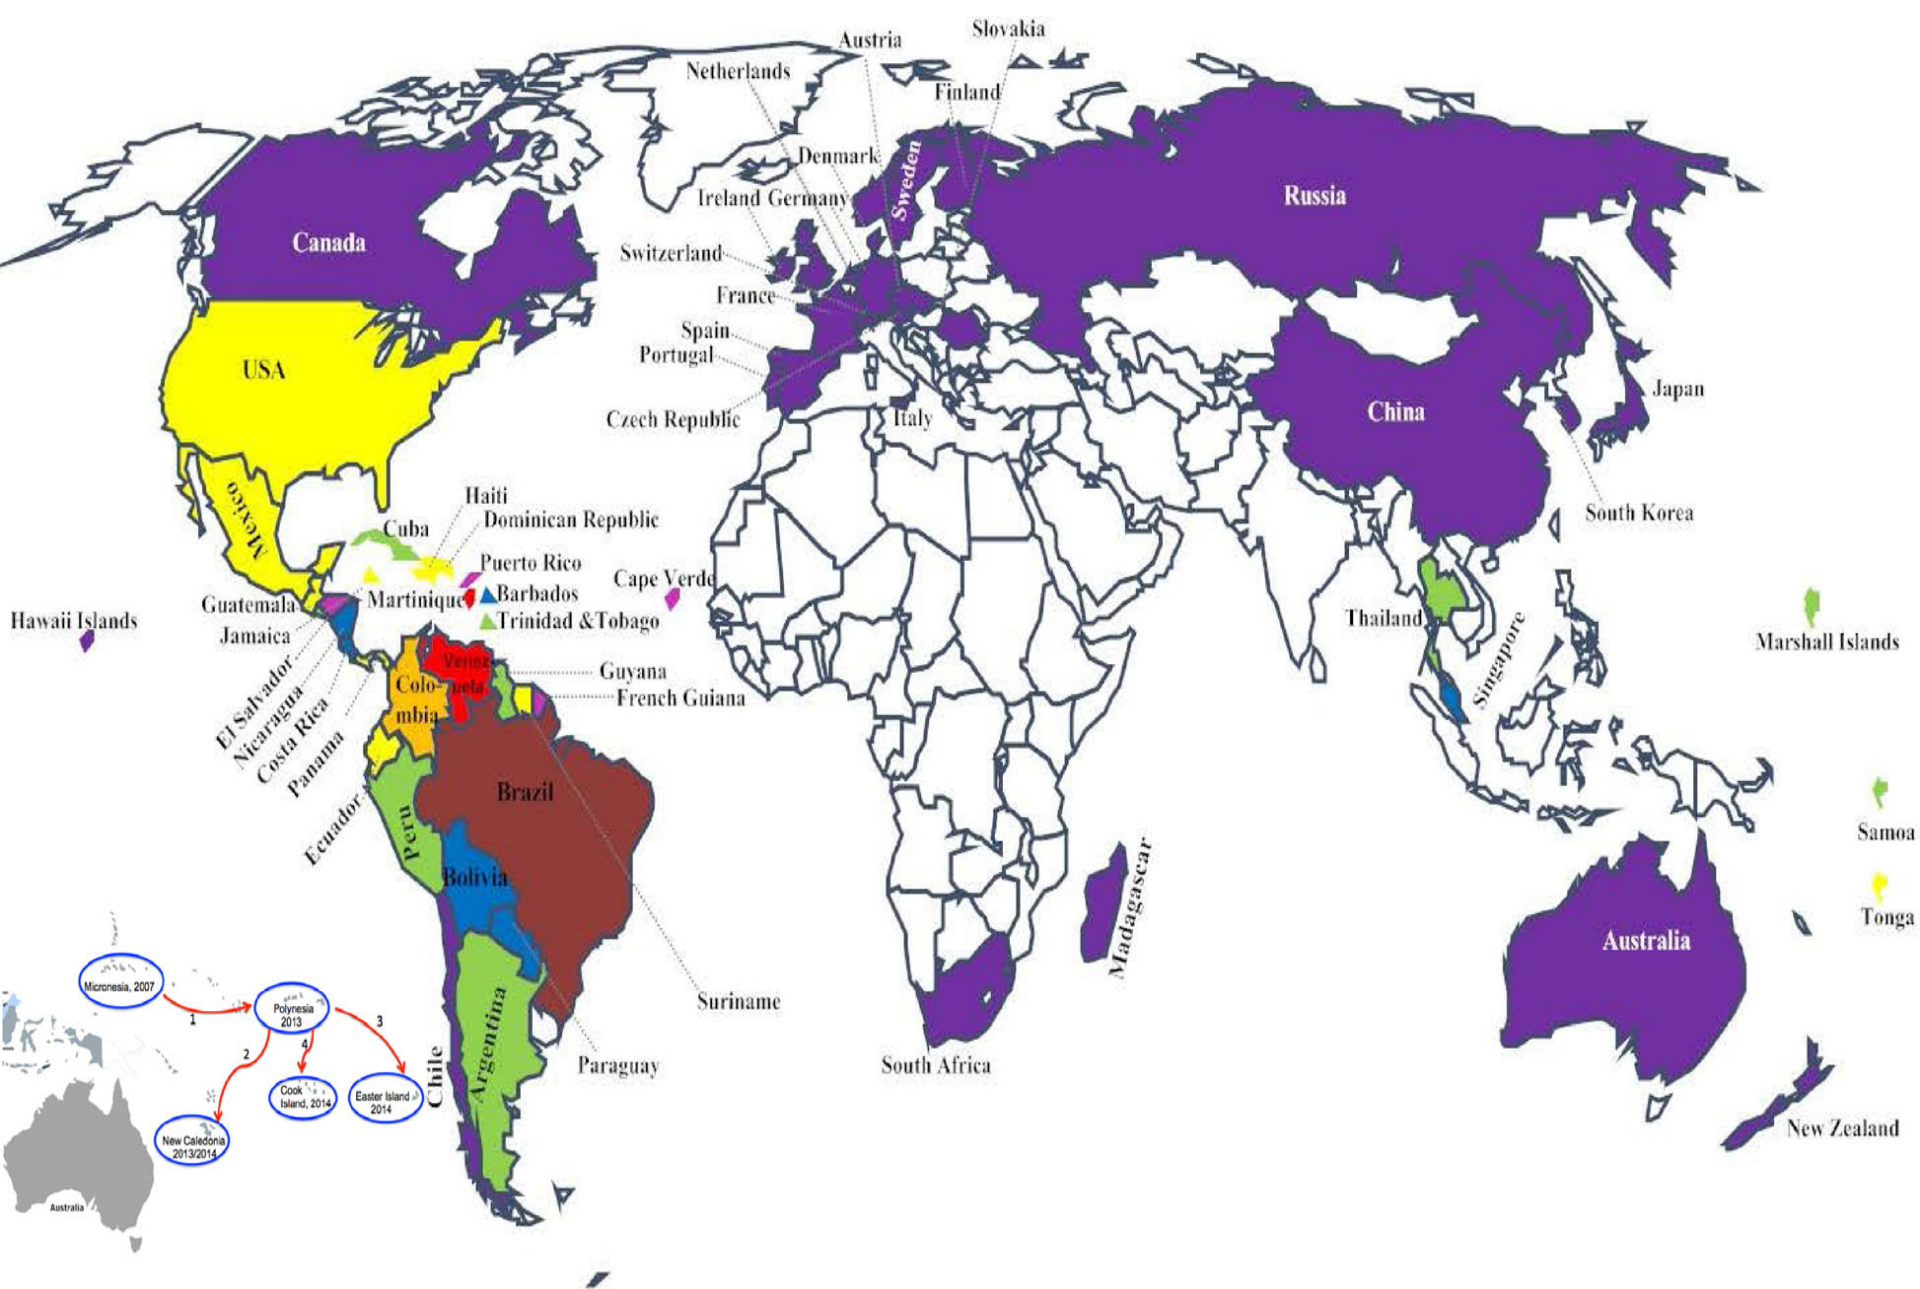 Slovakia
Austria
Netherlands
Finland
Denmark
Sweden
Ireland Germany
Russia
Canada
Switzerland
France
Spain
Portugal
USA
Japan
China
Czech Republic
Italy
Mexico
Haiti
Dominican Republic
Cuba
South Korea
Puerto Rico
Cape Verde
Barbados
Martinique
Guatemala
Trinidad &Tobago
Hawaii Islands
Jamaica
Thailand
Singapore
Marshall Islands
Venez
uela
Guyana
Colo-
mbia
French Guiana
El Salvador
Nicaragua
Costa Rica
Panama
Ecuador
Brazil
Peru
Samoa
Bolivia
Madagascar
Tonga
Australia
Micronesia, 2007
Suriname
Polynesia
2013
1
3
2
4
Argentina
Chile
Paraguay
South Africa
Cook
Island, 2014
Easter Island
2014
New Caledonia
2013/2014
New Zealand
Australia